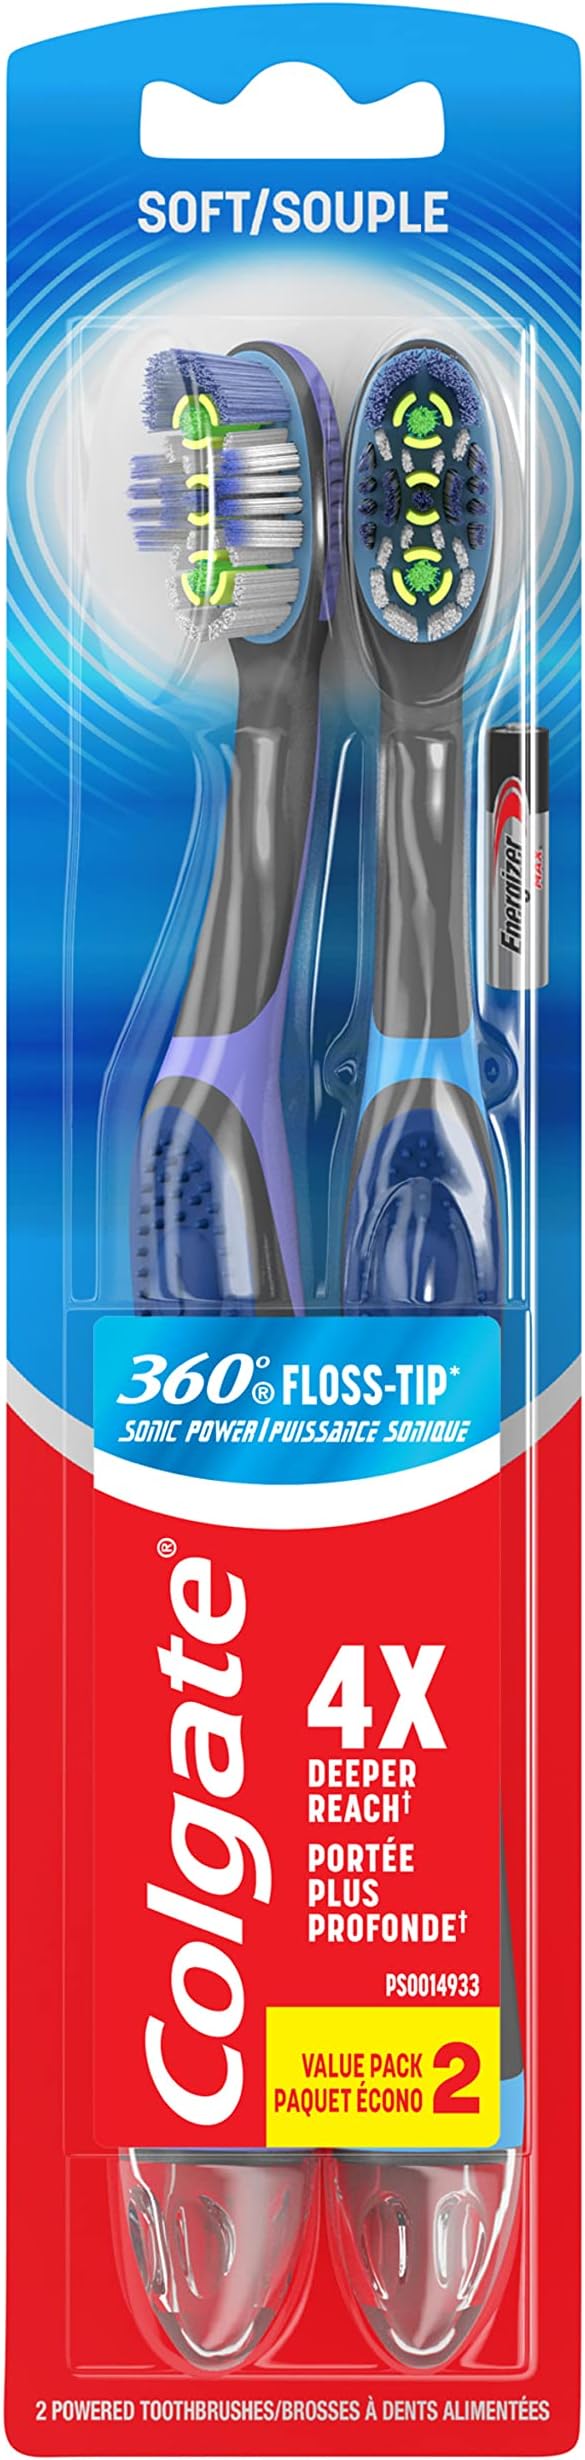 SOFT/SOUPLE
Energizer
MAX
360°® FLOSS-TIP*
SONIC POWER/PUISSANCE SONIQUE
Colgate®
4X
DEEPER
REACH†
PORTÉE
PLUS
PROFONDE†
PS0014933
VALUE PACK
PAQUET ÉCONO
2
2 POWERED TOOTHBRUSHES/BROSSES À DENTS ALIMENTÉES